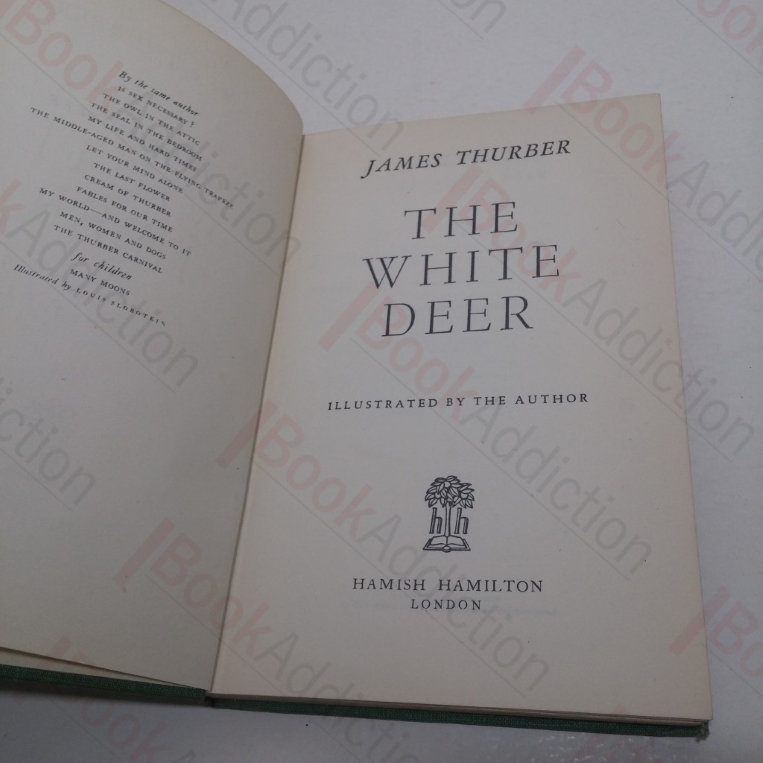 By the same author
IS SEX NECESSARY?
THE OWL IN THE ATTIC
THE SEAL IN THE BEDROOM
MY LIFE AND HARD TIMES
THE MIDDLE-AGED MAN ON THE FLYING TRAPEZE
LET YOUR MIND ALONE
THE LAST FLOWER
CREAM OF THURBER
FABLES FOR OUR TIME
MY WORLD—AND WELCOME TO IT
MEN, WOMEN AND DOGS
THE THURBER CARNIVAL
for children
MANY MOONS
Illustrated by LOUIS SLOBOTKIN
JAMES THURBER
THE
WHITE
DEER
ILLUSTRATED BY THE AUTHOR
h h
HAMISH HAMILTON
LONDON
BookAddiction